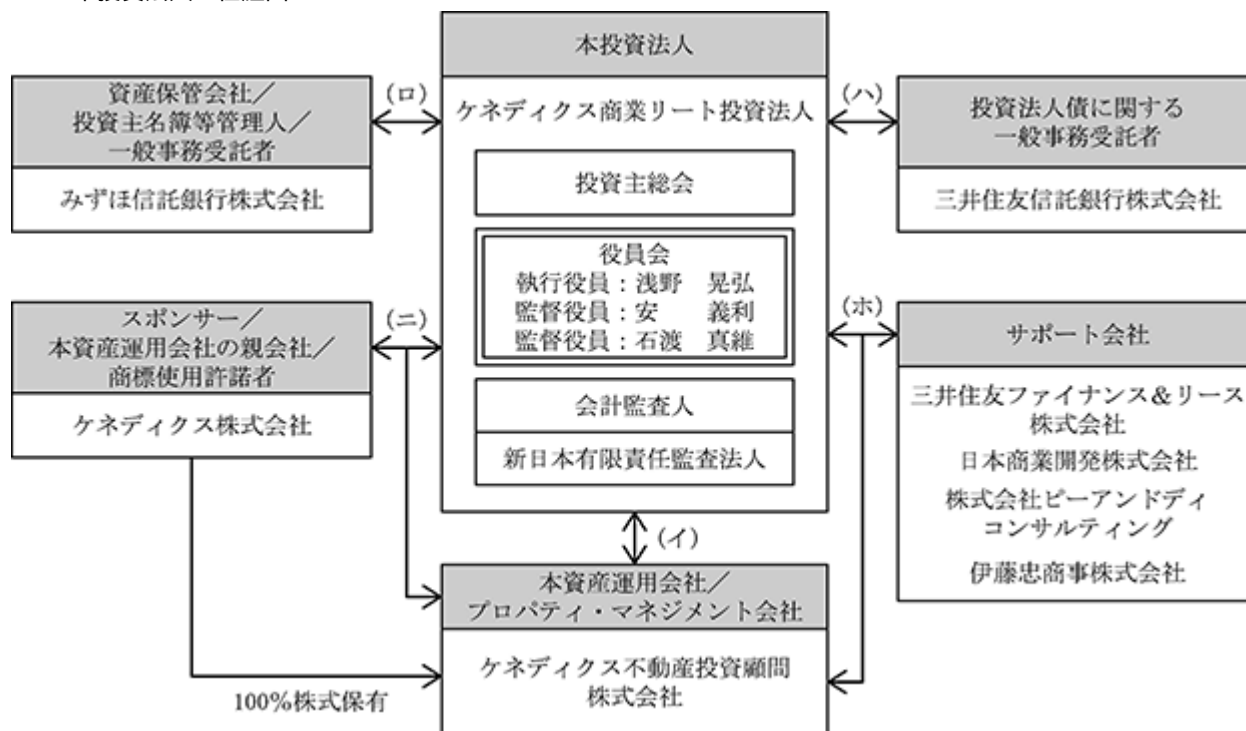 本投資法人
ケネディクス商業リート投資法人
投資主総会
役員会
執行役員：浅野　晃弘
監督役員：安　　義利
監督役員：石渡　真維
会計監査人
新日本有限責任監査法人
資産保管会社／
投資主名簿等管理人／
一般事務受託者
みずほ信託銀行株式会社
(ロ)
(ハ)
投資法人債に関する
一般事務受託者
三井住友信託銀行株式会社
スポンサー／
本資産運用会社の親会社／
商標使用許諾者
ケネディクス株式会社
(ニ)
(ホ)
サポート会社
三井住友ファイナンス＆リース
株式会社
日本商業開発株式会社
株式会社ピーアンドディ
コンサルティング
伊藤忠商事株式会社
(イ)
本資産運用会社／
プロパティ・マネジメント会社
ケネディクス不動産投資顧問
株式会社
100％株式保有